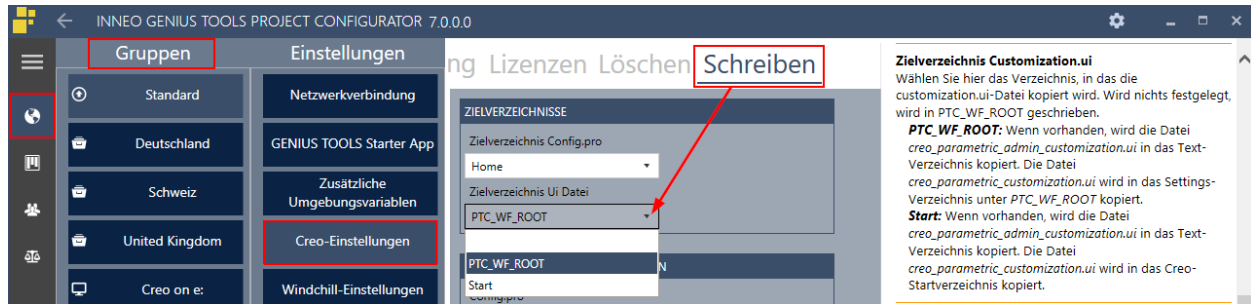 INNEO GENIUS TOOLS PROJECT CONFIGURATOR 7.0.0.0
Gruppen
Standard
Deutschland
Schweiz
United Kingdom
Creo on e:
Einstellungen
Netzwerkverbindung
GENIUS TOOLS Starter App
Zusätzliche
Umgebungsvariablen
Creo-Einstellungen
Windchill-Einstellungen
ng Lizenzen Löschen Schreiben
ZIELVERZEICHNISSE
Zielverzeichnis Config.pro
Home
Zielverzeichnis Ui Datei
PTC_WF_ROOT
PTC_WF_ROOT
N
Start
Config.pro
Zielverzeichnis Customization.ui
Wählen Sie hier das Verzeichnis, in das die
customization.ui-Datei kopiert wird. Wird nichts festgelegt,
wird in PTC_WF_ROOT geschrieben.
PTC_WF_ROOT: Wenn vorhanden, wird die Datei
creo_parametric_admin_customization.ui in das Text-
Verzeichnis kopiert. Die Datei
creo_parametric_customization.ui wird in das Settings-
Verzeichnis unter PTC_WF_ROOT kopiert.
Start: Wenn vorhanden, wird die Datei
creo_parametric_admin_customization.ui in das Text-
Verzeichnis kopiert. Die Datei
creo_parametric_customization.ui wird in das Creo-
Startverzeichnis kopiert.